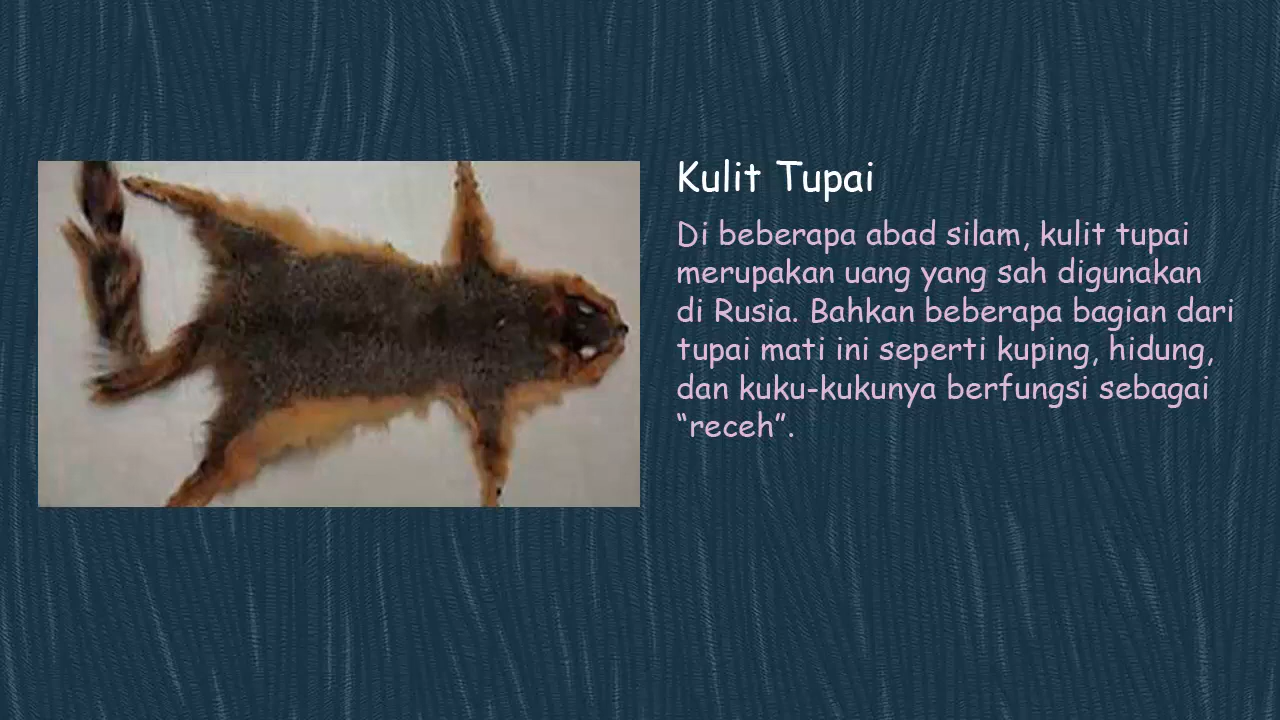 Kulit Tupai
Di beberapa abad silam, kulit tupai
merupakan uang yang sah digunakan
di Rusia. Bahkan beberapa bagian dari
tupai mati ini seperti kuping, hidung,
dan kuku-kukunya berfungsi sebagai
“receh”.